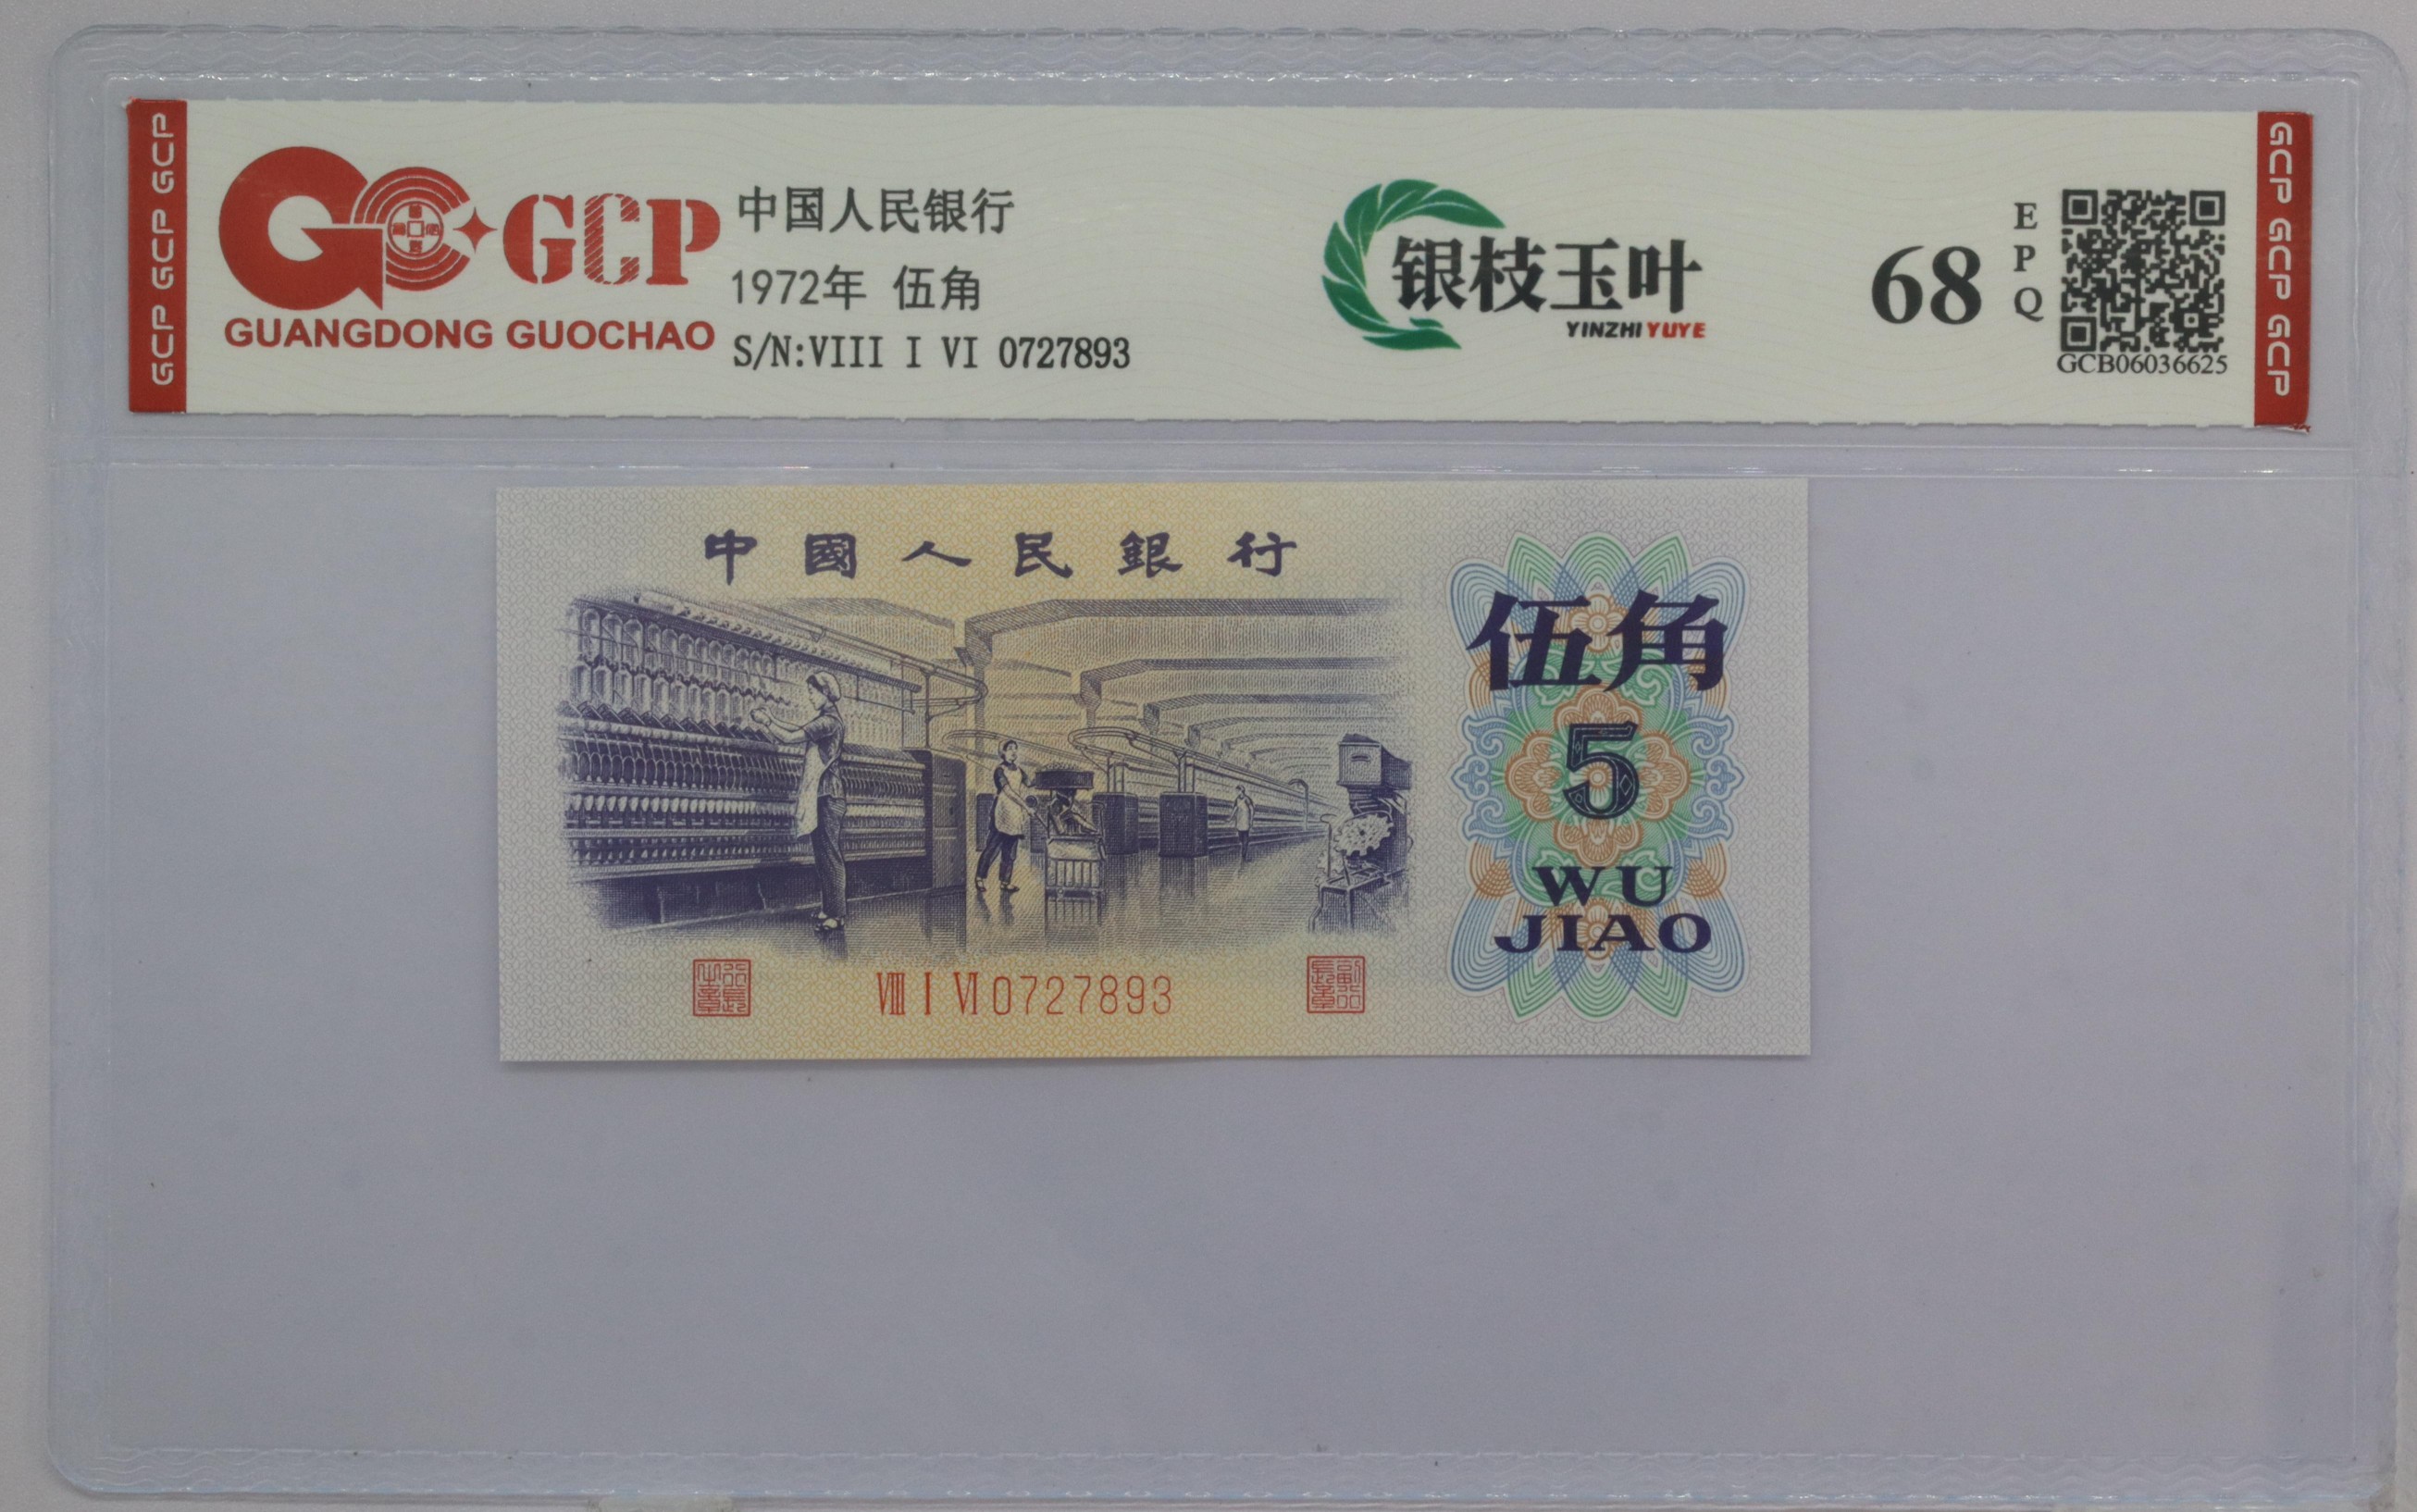 GCP GCP GCP
GCP
GUANGDONG GUOCHAO
中国人民银行
1972年 伍角
S/N:VIII I VI 0727893
银枝玉叶
YINZHI YUYE
68
EPQ
GCB06036625
GCP GCP GCP
中國人民銀行
伍角
5
WU
JIAO
VIII I VI 0727893